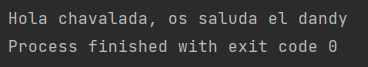 Hola chavalada, os saluda el dandy
Process finished with exit code 0